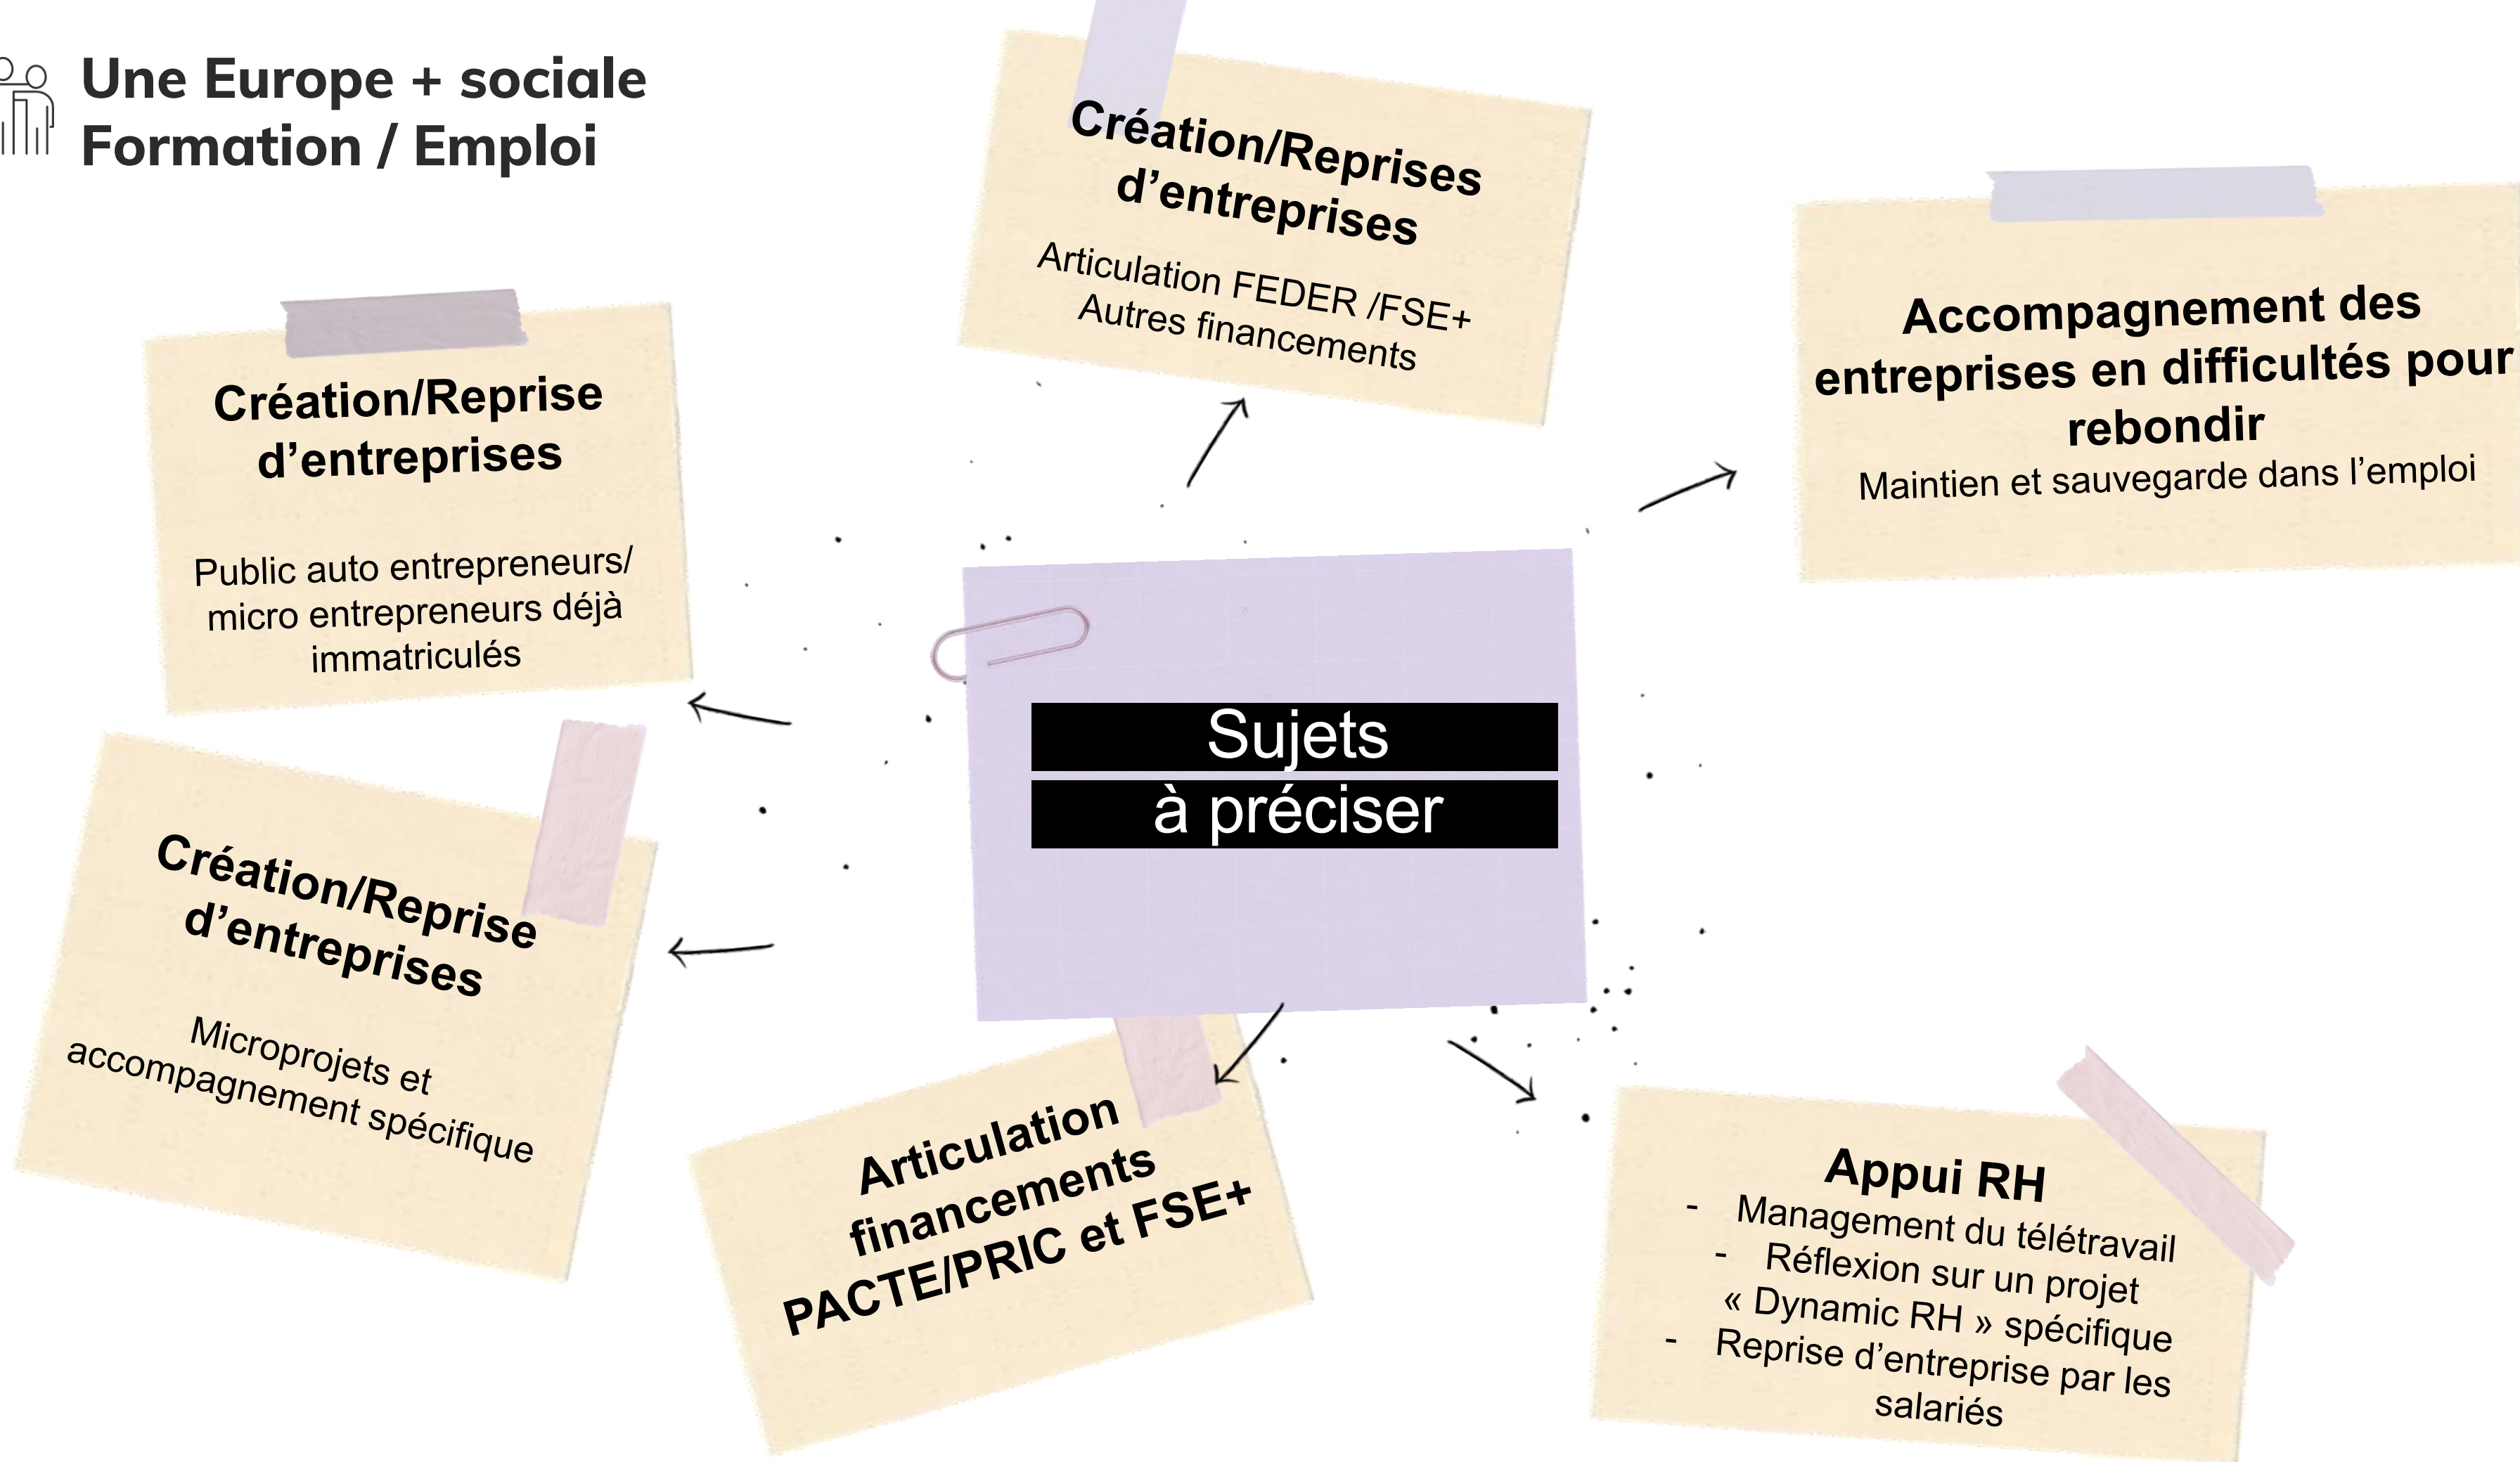 Une Europe + sociale
Formation / Emploi
Création/Reprises
d’entreprises
Articulation FEDER /FSE+
Autres financements
Accompagnement des
entreprises en difficultés pour
rebondir
Maintien et sauvegarde dans l’emploi
Création/Reprise
d’entreprises
Public auto entrepreneurs/
micro entrepreneurs déjà
immatriculés
Sujets
à préciser
Création/Reprise
d’entreprises
Microprojets et
accompagnement spécifique
Articulation
financements
PACTE/PRIC et FSE+
Appui RH
- Management du télétravail
- Réflexion sur un projet
« Dynamic RH » spécifique
- Reprise d’entreprise par les
salariés